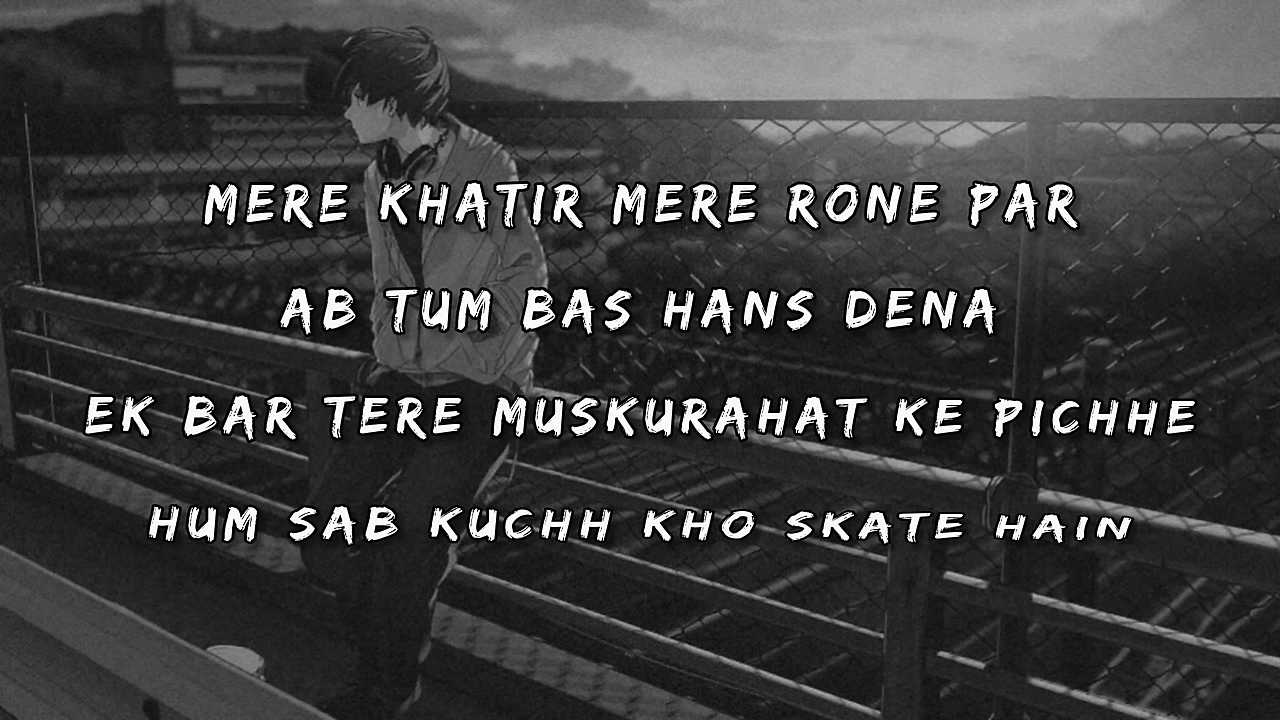 MERE KHATIR MERE RONE PAR
AB TUM BAS HANS DENA
EK BAR TERE MUSKURAHAT KE PICHHE
HUM SAB KUCHH KHO SKATE HAIN